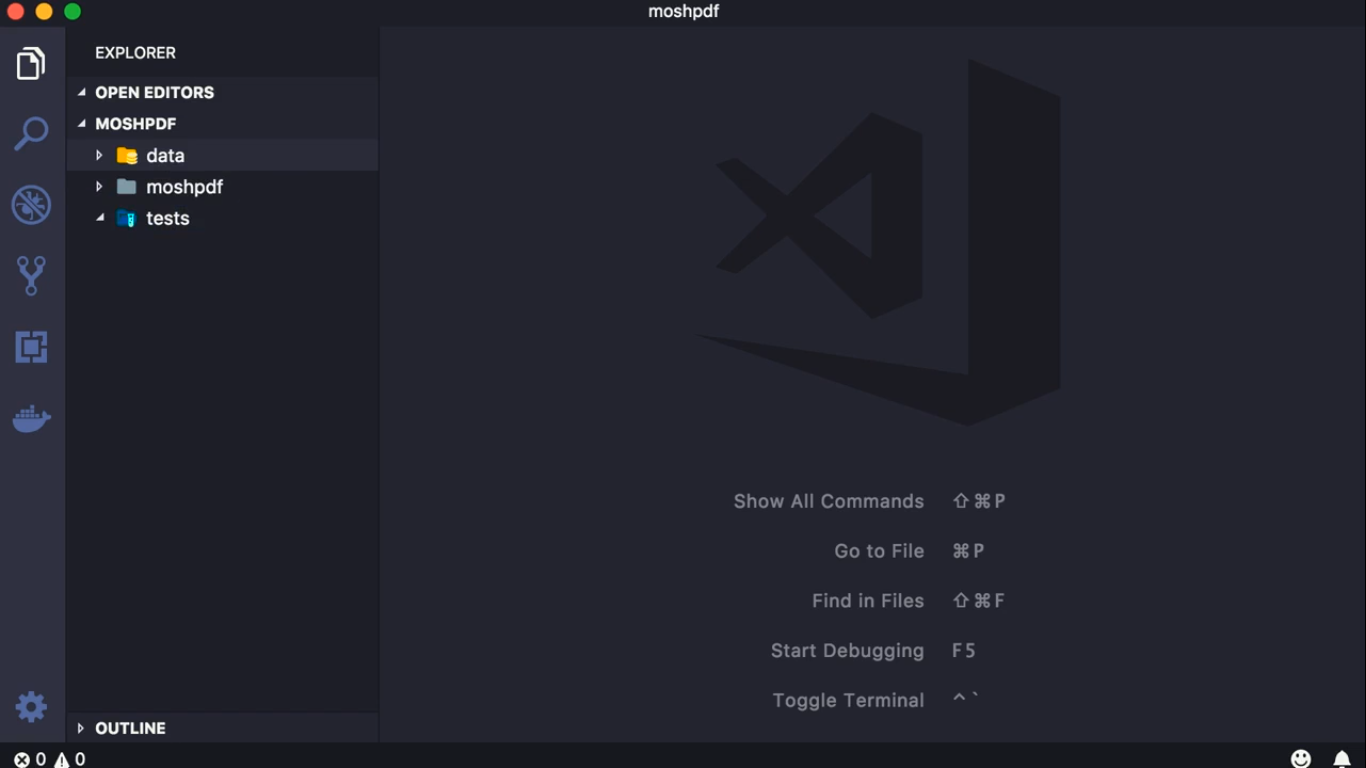 moshpdf
EXPLORER
OPEN EDITORS
MOSHPDF
data
moshpdf
tests
Show All Commands ⇧⌘P
Go to File ⌘P
Find in Files ⇧⌘F
Start Debugging F5
Toggle Terminal ^`
OUTLINE
0 0